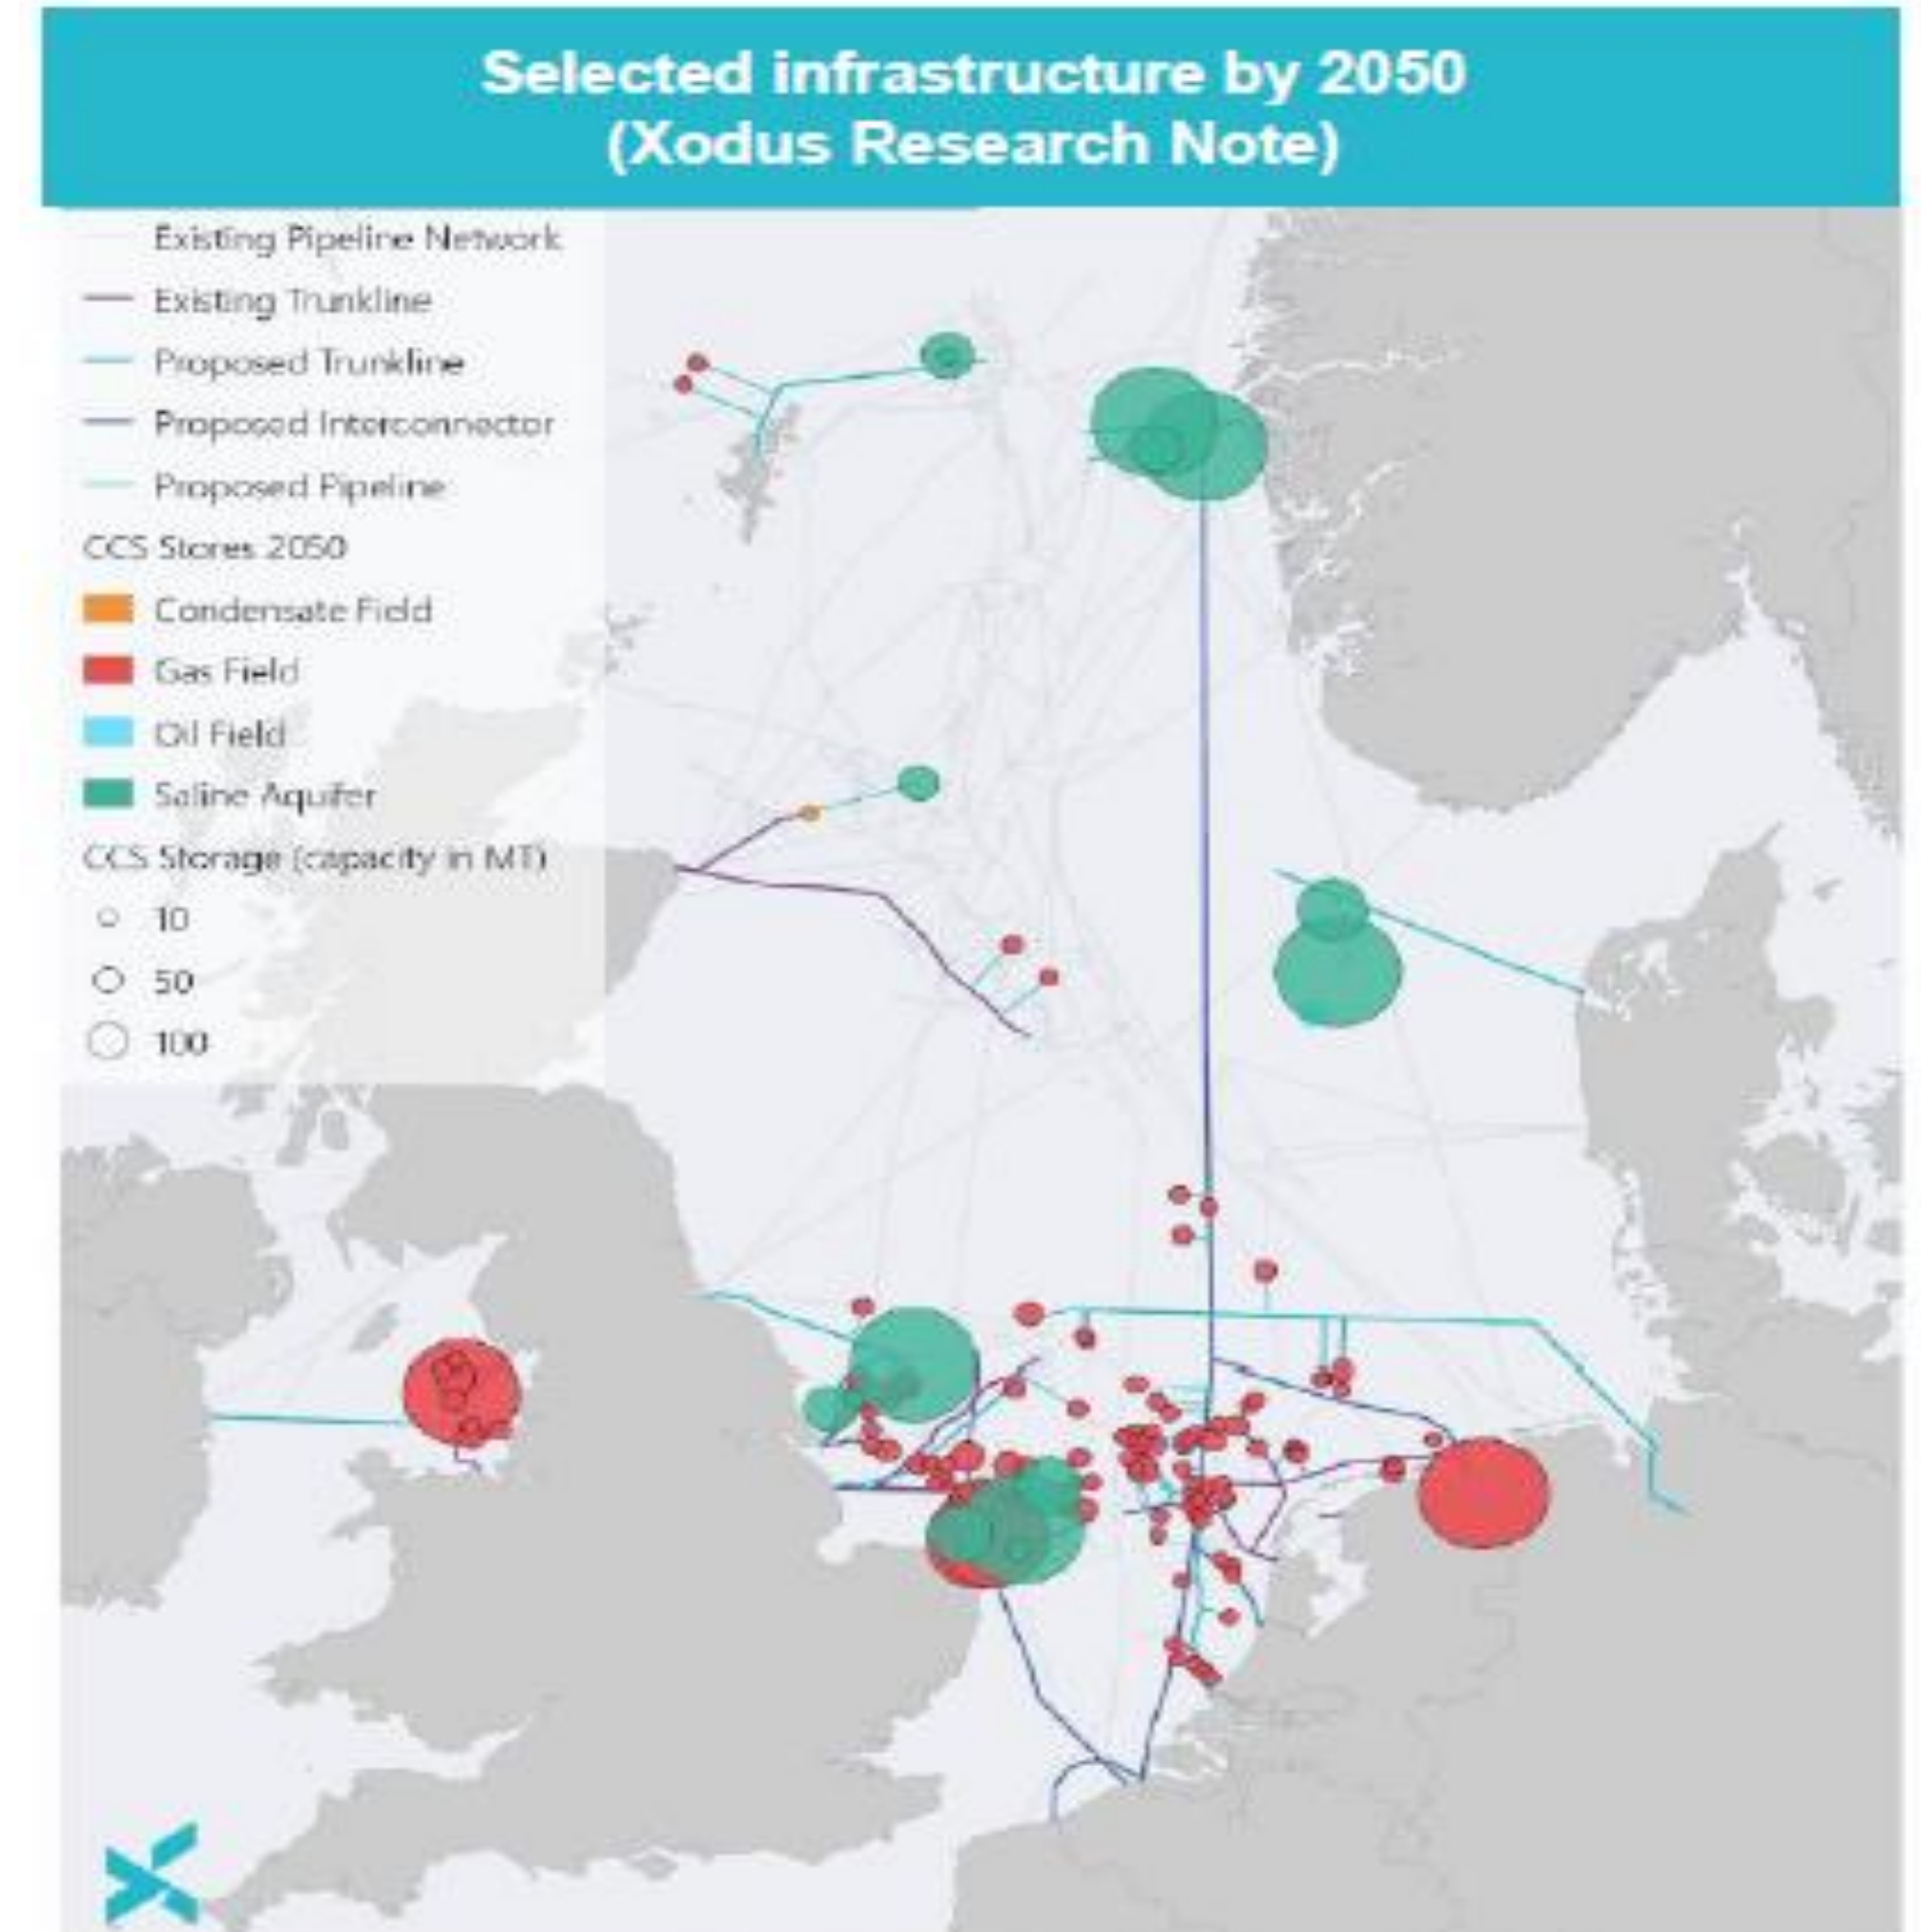 Selected infrastructure by 2050
(Xodus Research Note)
Existing Pipeline Network
Existing Trunkline
Proposed Trunkline
Proposed Interconnector
Proposed Pipeline
CCS Stores 2050
Condensate Field
Gas Field
Oil Field
Saline Aquifer
CCS Storage (capacity in MT)
10
50
100